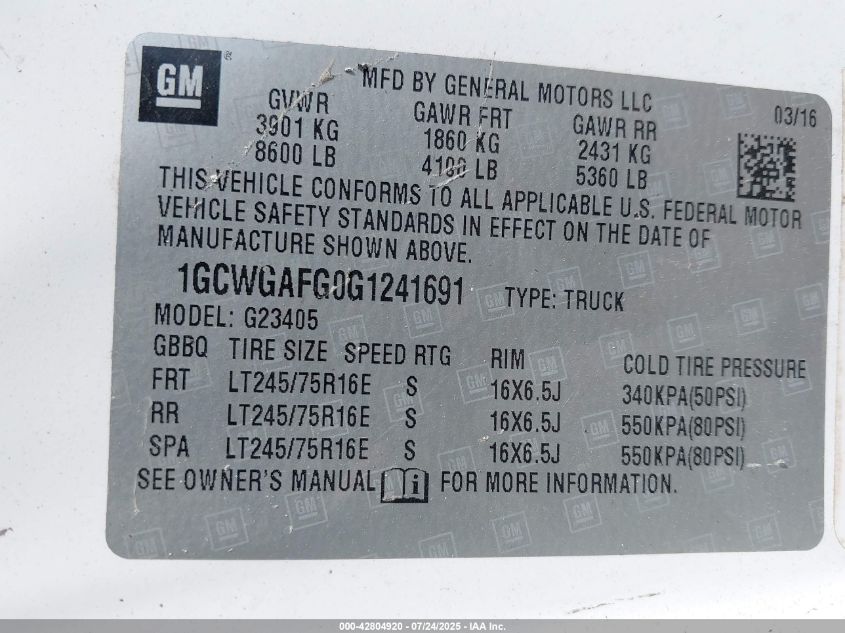 GM
MFD BY GENERAL MOTORS LLC
03/16
GVWR GAWR FRT GAWR RR
3901 KG 1860 KG 2431 KG
8600 LB 4100 LB 5360 LB
THIS VEHICLE CONFORMS TO ALL APPLICABLE U.S. FEDERAL MOTOR
VEHICLE SAFETY STANDARDS IN EFFECT ON THE DATE OF
MANUFACTURE SHOWN ABOVE.
1GCWGAFG0G1241691 TYPE: TRUCK
MODEL: G23405
GBBQ TIRE SIZE SPEED RTG RIM COLD TIRE PRESSURE
FRT LT245/75R16E S 16X6.5J 340KPA(50PSI)
RR LT245/75R16E S 16X6.5J 550KPA(80PSI)
SPA LT245/75R16E S 16X6.5J 550KPA(80PSI)
SEE OWNER'S MANUAL i FOR MORE INFORMATION.
000-42804920 - 07/24/2025 - IAA Inc.